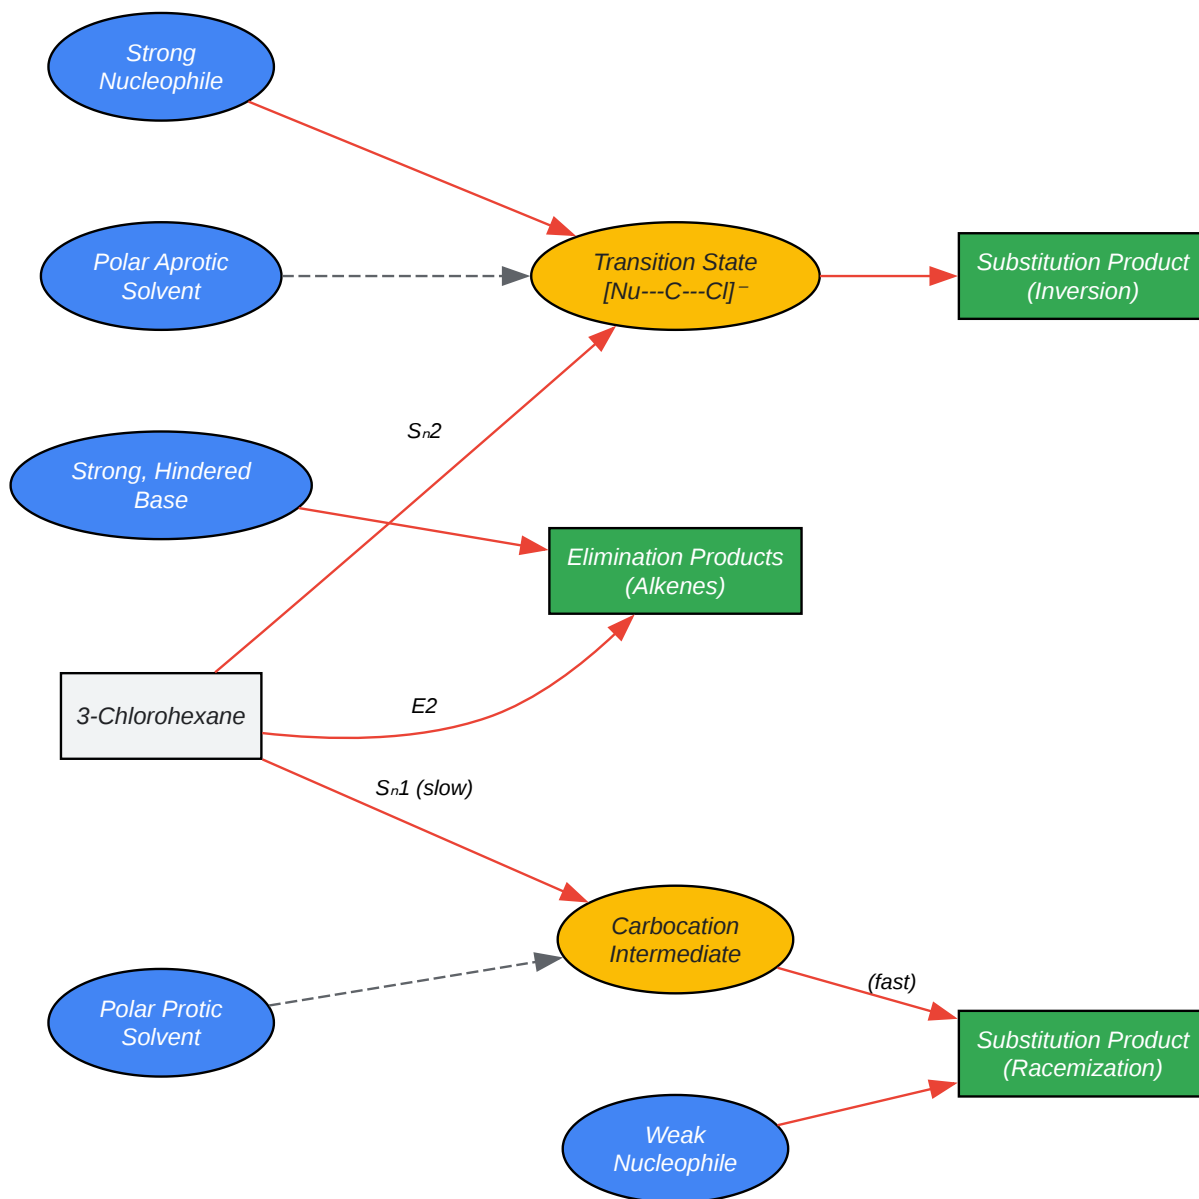 Strong
Nucleophile
Polar Aprotic
Solvent
Transition State
[Nu---C---Cl]⁻
Substitution Product
(Inversion)
Sₙ2
Strong, Hindered
Base
Elimination Products
(Alkenes)
3-Chlorohexane
E2
Sₙ1 (slow)
Carbocation
Intermediate
(fast)
Polar Protic
Solvent
Substitution Product
(Racemization)
Weak
Nucleophile